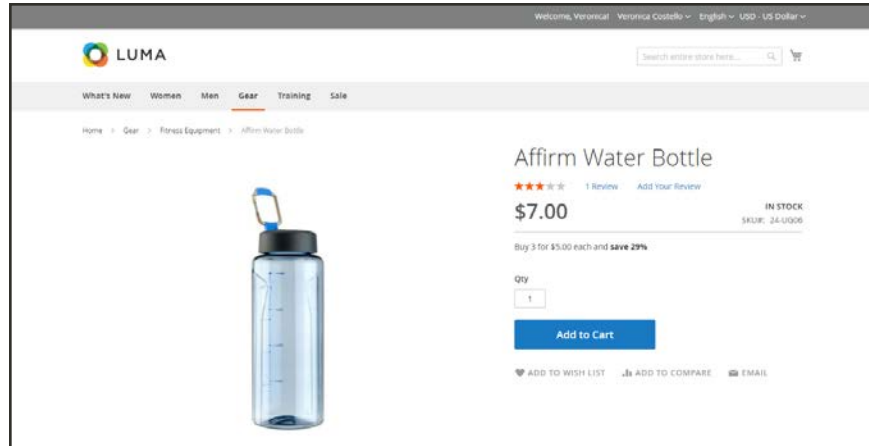 Welcome, Veronica! Veronica Costello English USD - US Dollar
LUMA
Search entire store here...
What's New Women Men Gear Training Sale
Home > Gear > Fitness Equipment > Affirm Water Bottle
Affirm Water Bottle
1 Review Add Your Review
$7.00
IN STOCK
SKU#: 24-UG06
Buy 3 for $5.00 each and save 29%
Qty
1
Add to Cart
ADD TO WISH LIST ADD TO COMPARE EMAIL